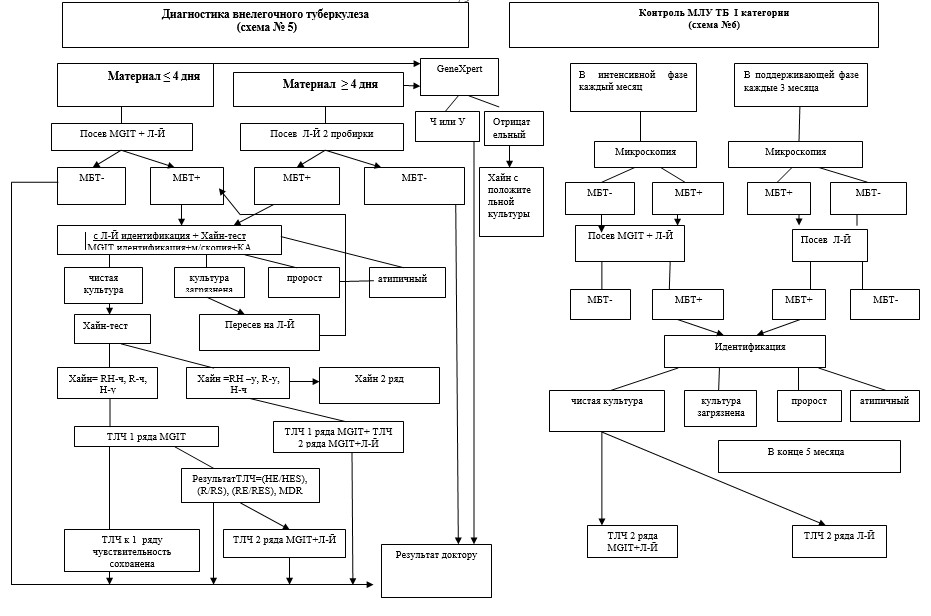 Диагностика внелегочного туберкулеза
(схема № 5)
Материал ≤ 4 дня
Материал ≥ 4 дня
GeneXpert
Посев MGIT + Л-Й
Посев Л-Й 2 пробирки
Ч или У
Отрицат
ельный
МБТ-
МБТ+
МБТ+
МБТ-
Хайн с
положите
льной
культуры
с Л-Й идентификация + Хайн-тест
MGIT идентификация+м/скопия+КА
чистая
культура
культура
загрязнена
пророст
атипичный
Хайн-тест
Пересев на Л-Й
Хайн= RH-ч, R-ч,
H-у
Хайн =RH –у, R-у,
H-ч
Хайн 2 ряд
ТЛЧ 1 ряда MGIT
ТЛЧ 1 ряда MGIT+ ТЛЧ
2 ряда MGIT+Л-Й
РезультатТЛЧ=(HE/HES),
(R/RS), (RE/RES), MDR
ТЛЧ к 1 ряду
чувствительность
сохранена
ТЛЧ 2 ряда MGIT+Л-Й
Результат доктору
Контроль МЛУ ТБ I категории
(схема №6)
В интенсивной фазе
каждый месяц
В поддерживающей фазе
каждые 3 месяца
Микроскопия
Микроскопия
МБТ-
МБТ+
МБТ+
МБТ-
Посев MGIT + Л-Й
Посев Л-Й
МБТ-
МБТ+
МБТ+
МБТ-
Идентификация
чистая культура
культура
загрязнена
пророст
атипичный
В конце 5 месяца
ТЛЧ 2 ряда
MGIT+Л-Й
ТЛЧ 2 ряда Л-Й